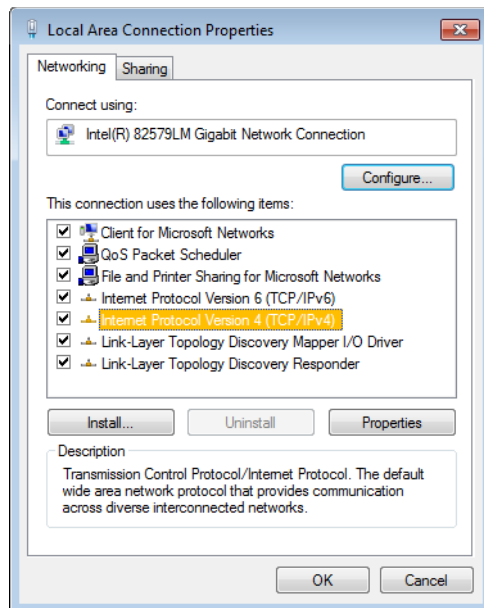 Local Area Connection Properties
Networking
Sharing
Connect using:
Intel(R) 82579LM Gigabit Network Connection
Configure...
This connection uses the following items:
Client for Microsoft Networks
QoS Packet Scheduler
File and Printer Sharing for Microsoft Networks
Internet Protocol Version 6 (TCP/IPv6)
Internet Protocol Version 4 (TCP/IPv4)
Link-Layer Topology Discovery Mapper I/O Driver
Link-Layer Topology Discovery Responder
Install...
Uninstall
Properties
Description
Transmission Control Protocol/Internet Protocol. The default
wide area network protocol that provides communication
across diverse interconnected networks.
OK
Cancel